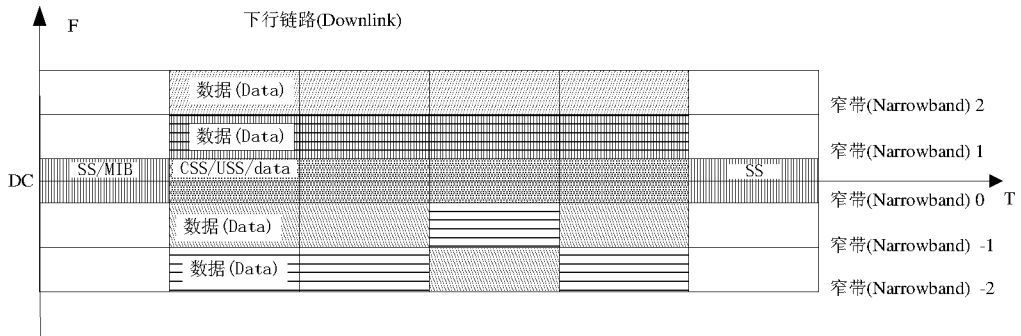 F
下行链路(Downlink)
数据(Data)
窄带(Narrowband) 2
数据(Data)
窄带(Narrowband) 1
SS/MIB
CSS/USS/data
SS
DC
窄带(Narrowband) 0
T
数据(Data)
窄带(Narrowband) -1
数据(Data)
窄带(Narrowband) -2